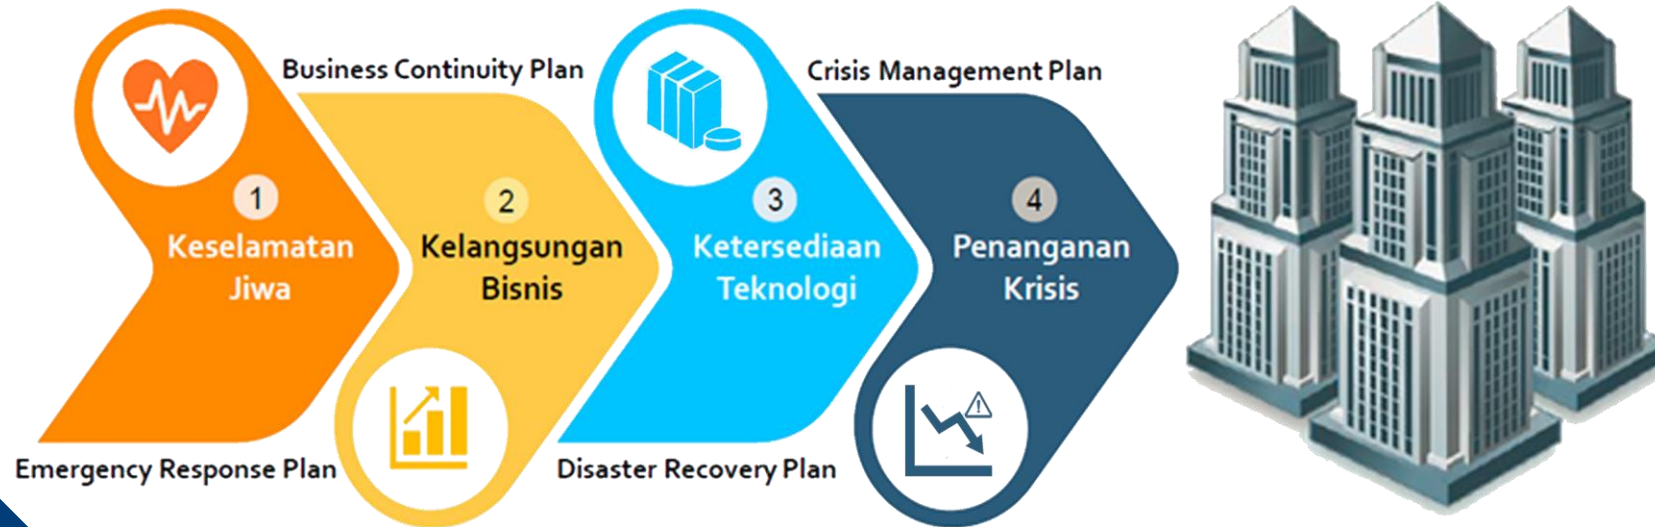 Business Continuity Plan
Crisis Management Plan
1
Keselamatan
Jiwa
2
Kelangsungan
Bisnis
3
Ketersediaan
Teknologi
4
Penanganan
Krisis
Emergency Response Plan
Disaster Recovery Plan